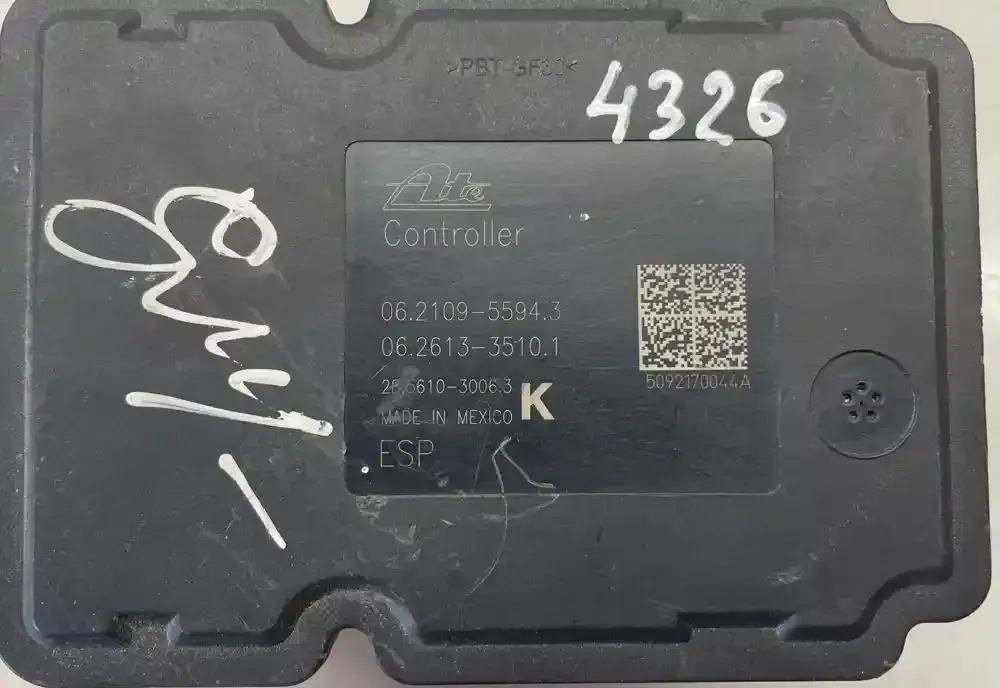 >PBT-GF30<
4326
Ate
Controller
06.2109-5594.3
06.2613-3510.1
28.5610-3006.3
K
MADE IN MEXICO
ESP
5092170044A